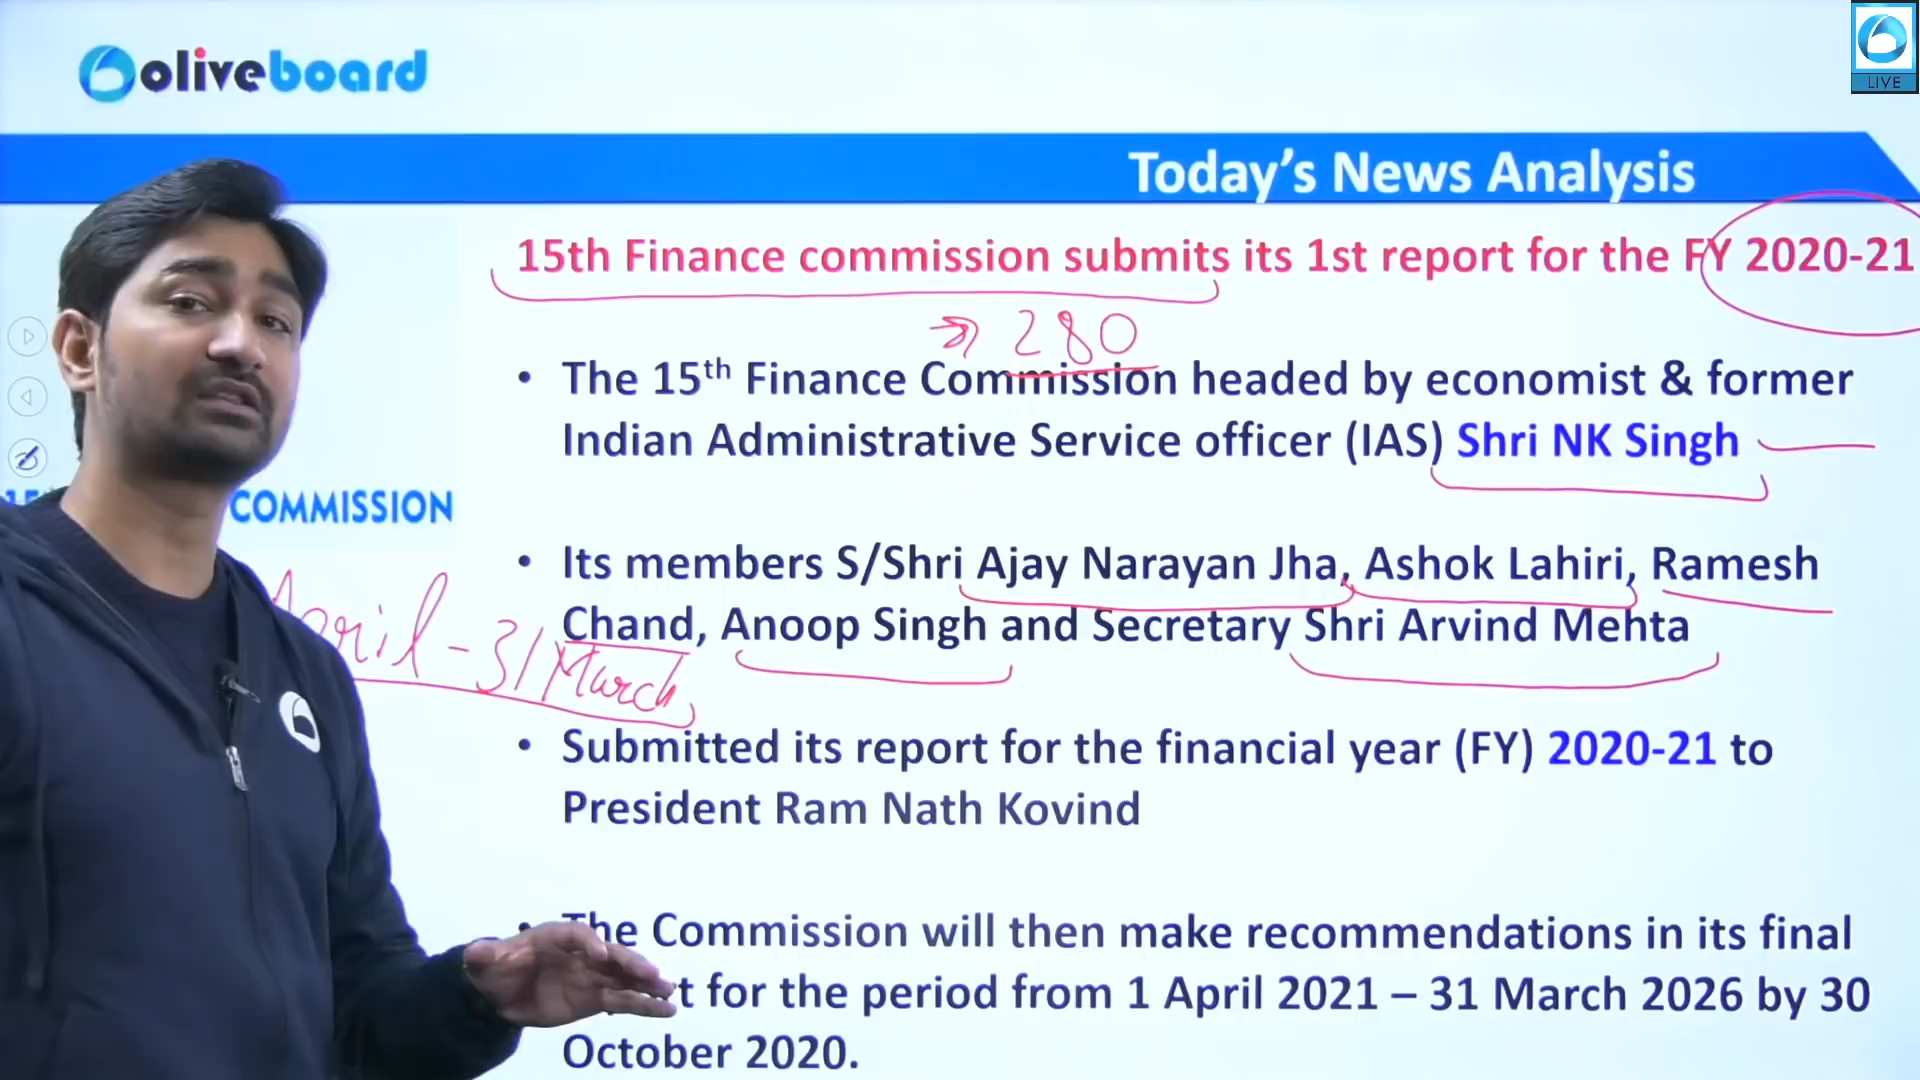 oliveboard
LIVE
Today's News Analysis
15th Finance commission submits its 1st report for the FY 2020-21
→ 280
• The 15th Finance Commission headed by economist & former
Indian Administrative Service officer (IAS) Shri NK Singh
COMMISSION
• Its members S/Shri Ajay Narayan Jha, Ashok Lahiri, Ramesh
Chand, Anoop Singh and Secretary Shri Arvind Mehta
April - 31 March
• Submitted its report for the financial year (FY) 2020-21 to
President Ram Nath Kovind
• The Commission will then make recommendations in its final
for the period from 1 April 2021 – 31 March 2026 by 30
October 2020.